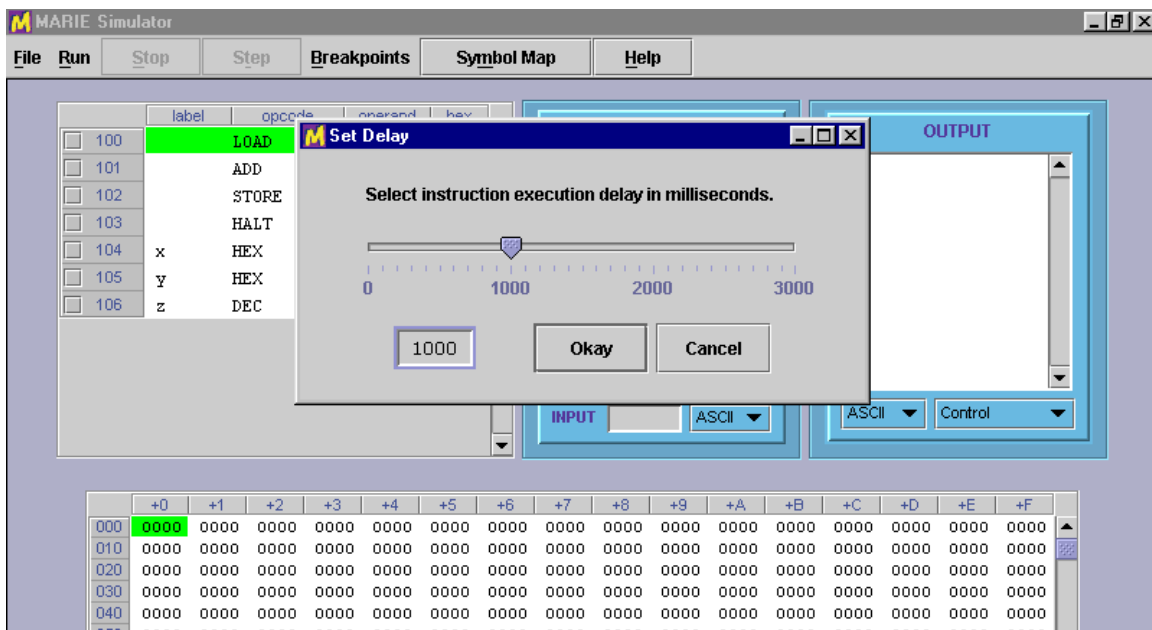 MARIE Simulator
File Run Stop Step Breakpoints Symbol Map Help
label opcode operand hex
100 LOAD
101 ADD
102 STORE
103 HALT
104 x HEX
105 y HEX
106 z DEC
Set Delay
Select instruction execution delay in milliseconds.
0 1000 2000 3000
1000 Okay Cancel
INPUT ASCII
OUTPUT
ASCII Control
+0 +1 +2 +3 +4 +5 +6 +7 +8 +9 +A +B +C +D +E +F
000 0000 0000 0000 0000 0000 0000 0000 0000 0000 0000 0000 0000 0000 0000 0000 0000
010 0000 0000 0000 0000 0000 0000 0000 0000 0000 0000 0000 0000 0000 0000 0000 0000
020 0000 0000 0000 0000 0000 0000 0000 0000 0000 0000 0000 0000 0000 0000 0000 0000
030 0000 0000 0000 0000 0000 0000 0000 0000 0000 0000 0000 0000 0000 0000 0000 0000
040 0000 0000 0000 0000 0000 0000 0000 0000 0000 0000 0000 0000 0000 0000 0000 0000